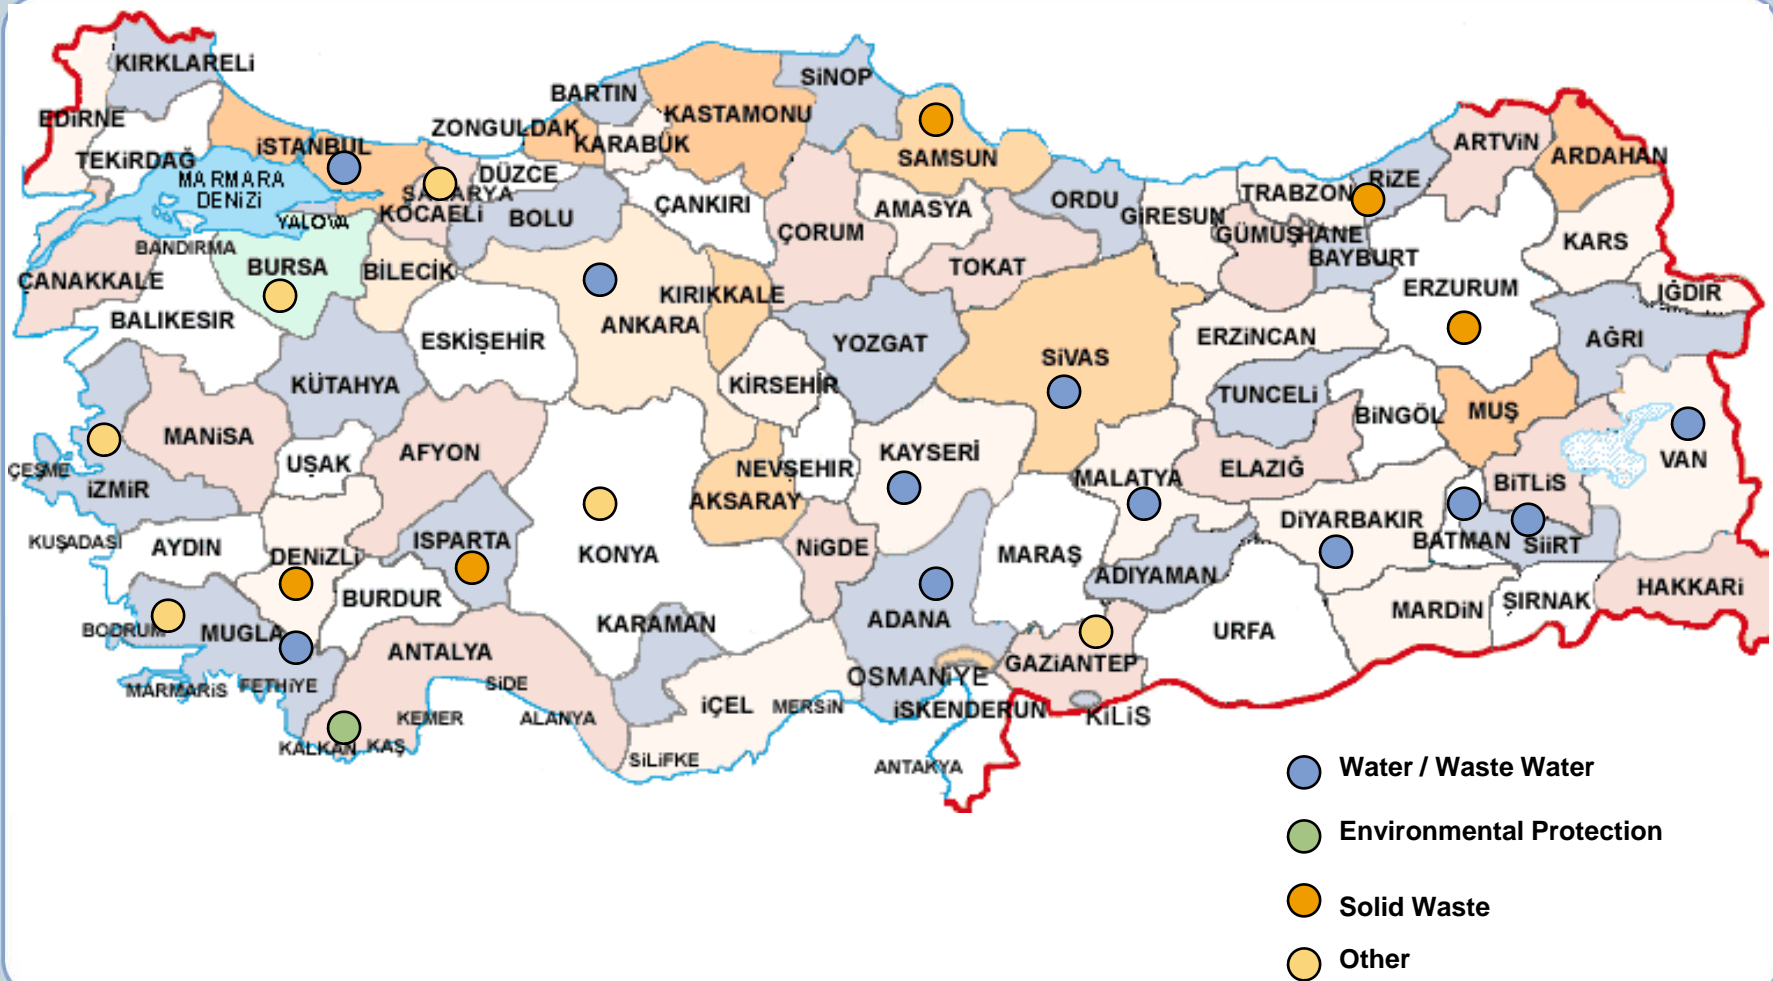 KIRKLARELİ
EDİRNE
TEKİRDAĞ
İSTANBUL
MARMARA
DENİZİ
YALOVA
BANDIRMA
ÇANAKKALE
BALIKESIR
BURSA
BİLECİK
KOCAELİ
SAKARYA
DÜZCE
BOLU
ZONGULDAK
BARTIN
KARABÜK
KASTAMONU
SİNOP
SAMSUN
ÇANKIRI
ÇORUM
AMASYA
TOKAT
ORDU
GİRESUN
TRABZON
GÜMÜŞHANE
RİZE
BAYBURT
ARTVİN
ARDAHAN
KARS
IĞDIR
AĞRI
ERZURUM
ERZİNCAN
ESKİŞEHİR
ANKARA
KIRIKKALE
KİRSEHİR
YOZGAT
SİVAS
TUNCELİ
BİNGÖL
MUŞ
VAN
BİTLİS
KÜTAHYA
MANİSA
UŞAK
AFYON
ÇEŞME
İZMİR
KUŞADASI
AYDIN
DENİZLİ
ISPARTA
BURDUR
BODRUM
MUGLA
MARMARİS
FETHİYE
ANTALYA
KALKAN
KAŞ
KEMER
SİDE
ALANYA
KONYA
KARAMAN
AKSARAY
NEVŞEHIR
NİGDE
KAYSERİ
MALATYA
ELAZIĞ
DİYARBAKIR
BATMAN
SİİRT
HAKKARİ
ŞIRNAK
MARDİN
URFA
ADIYAMAN
MARAŞ
ADANA
OSMANİYE
GAZİANTEP
KİLİS
İSKENDERUN
ANTAKYA
İÇEL
MERSİN
SİLİFKE
Water / Waste Water
Environmental Protection
Solid Waste
Other